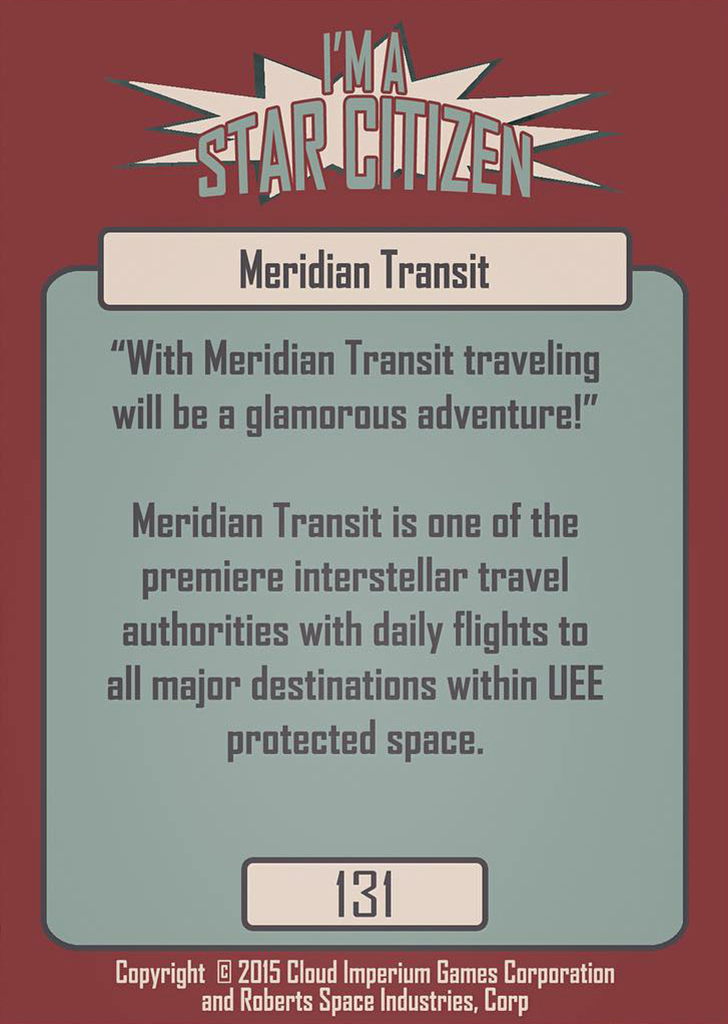 I'M A
STAR CITIZEN
Meridian Transit
“With Meridian Transit traveling
will be a glamorous adventure!”
Meridian Transit is one of the
premiere interstellar travel
authorities with daily flights to
all major destinations within UEE
protected space.
131
Copyright © 2015 Cloud Imperium Games Corporation
and Roberts Space Industries, Corp